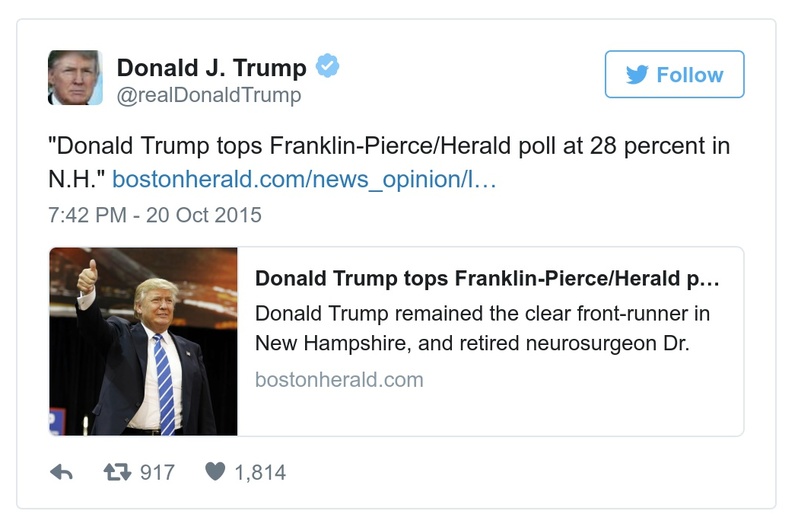 Donald J. Trump
@realDonaldTrump
Follow
"Donald Trump tops Franklin-Pierce/Herald poll at 28 percent in
N.H." bostonherald.com/news_opinion/l…
7:42 PM - 20 Oct 2015
Donald Trump tops Franklin-Pierce/Herald p…
Donald Trump remained the clear front-runner in
New Hampshire, and retired neurosurgeon Dr.
bostonherald.com
917
1,814